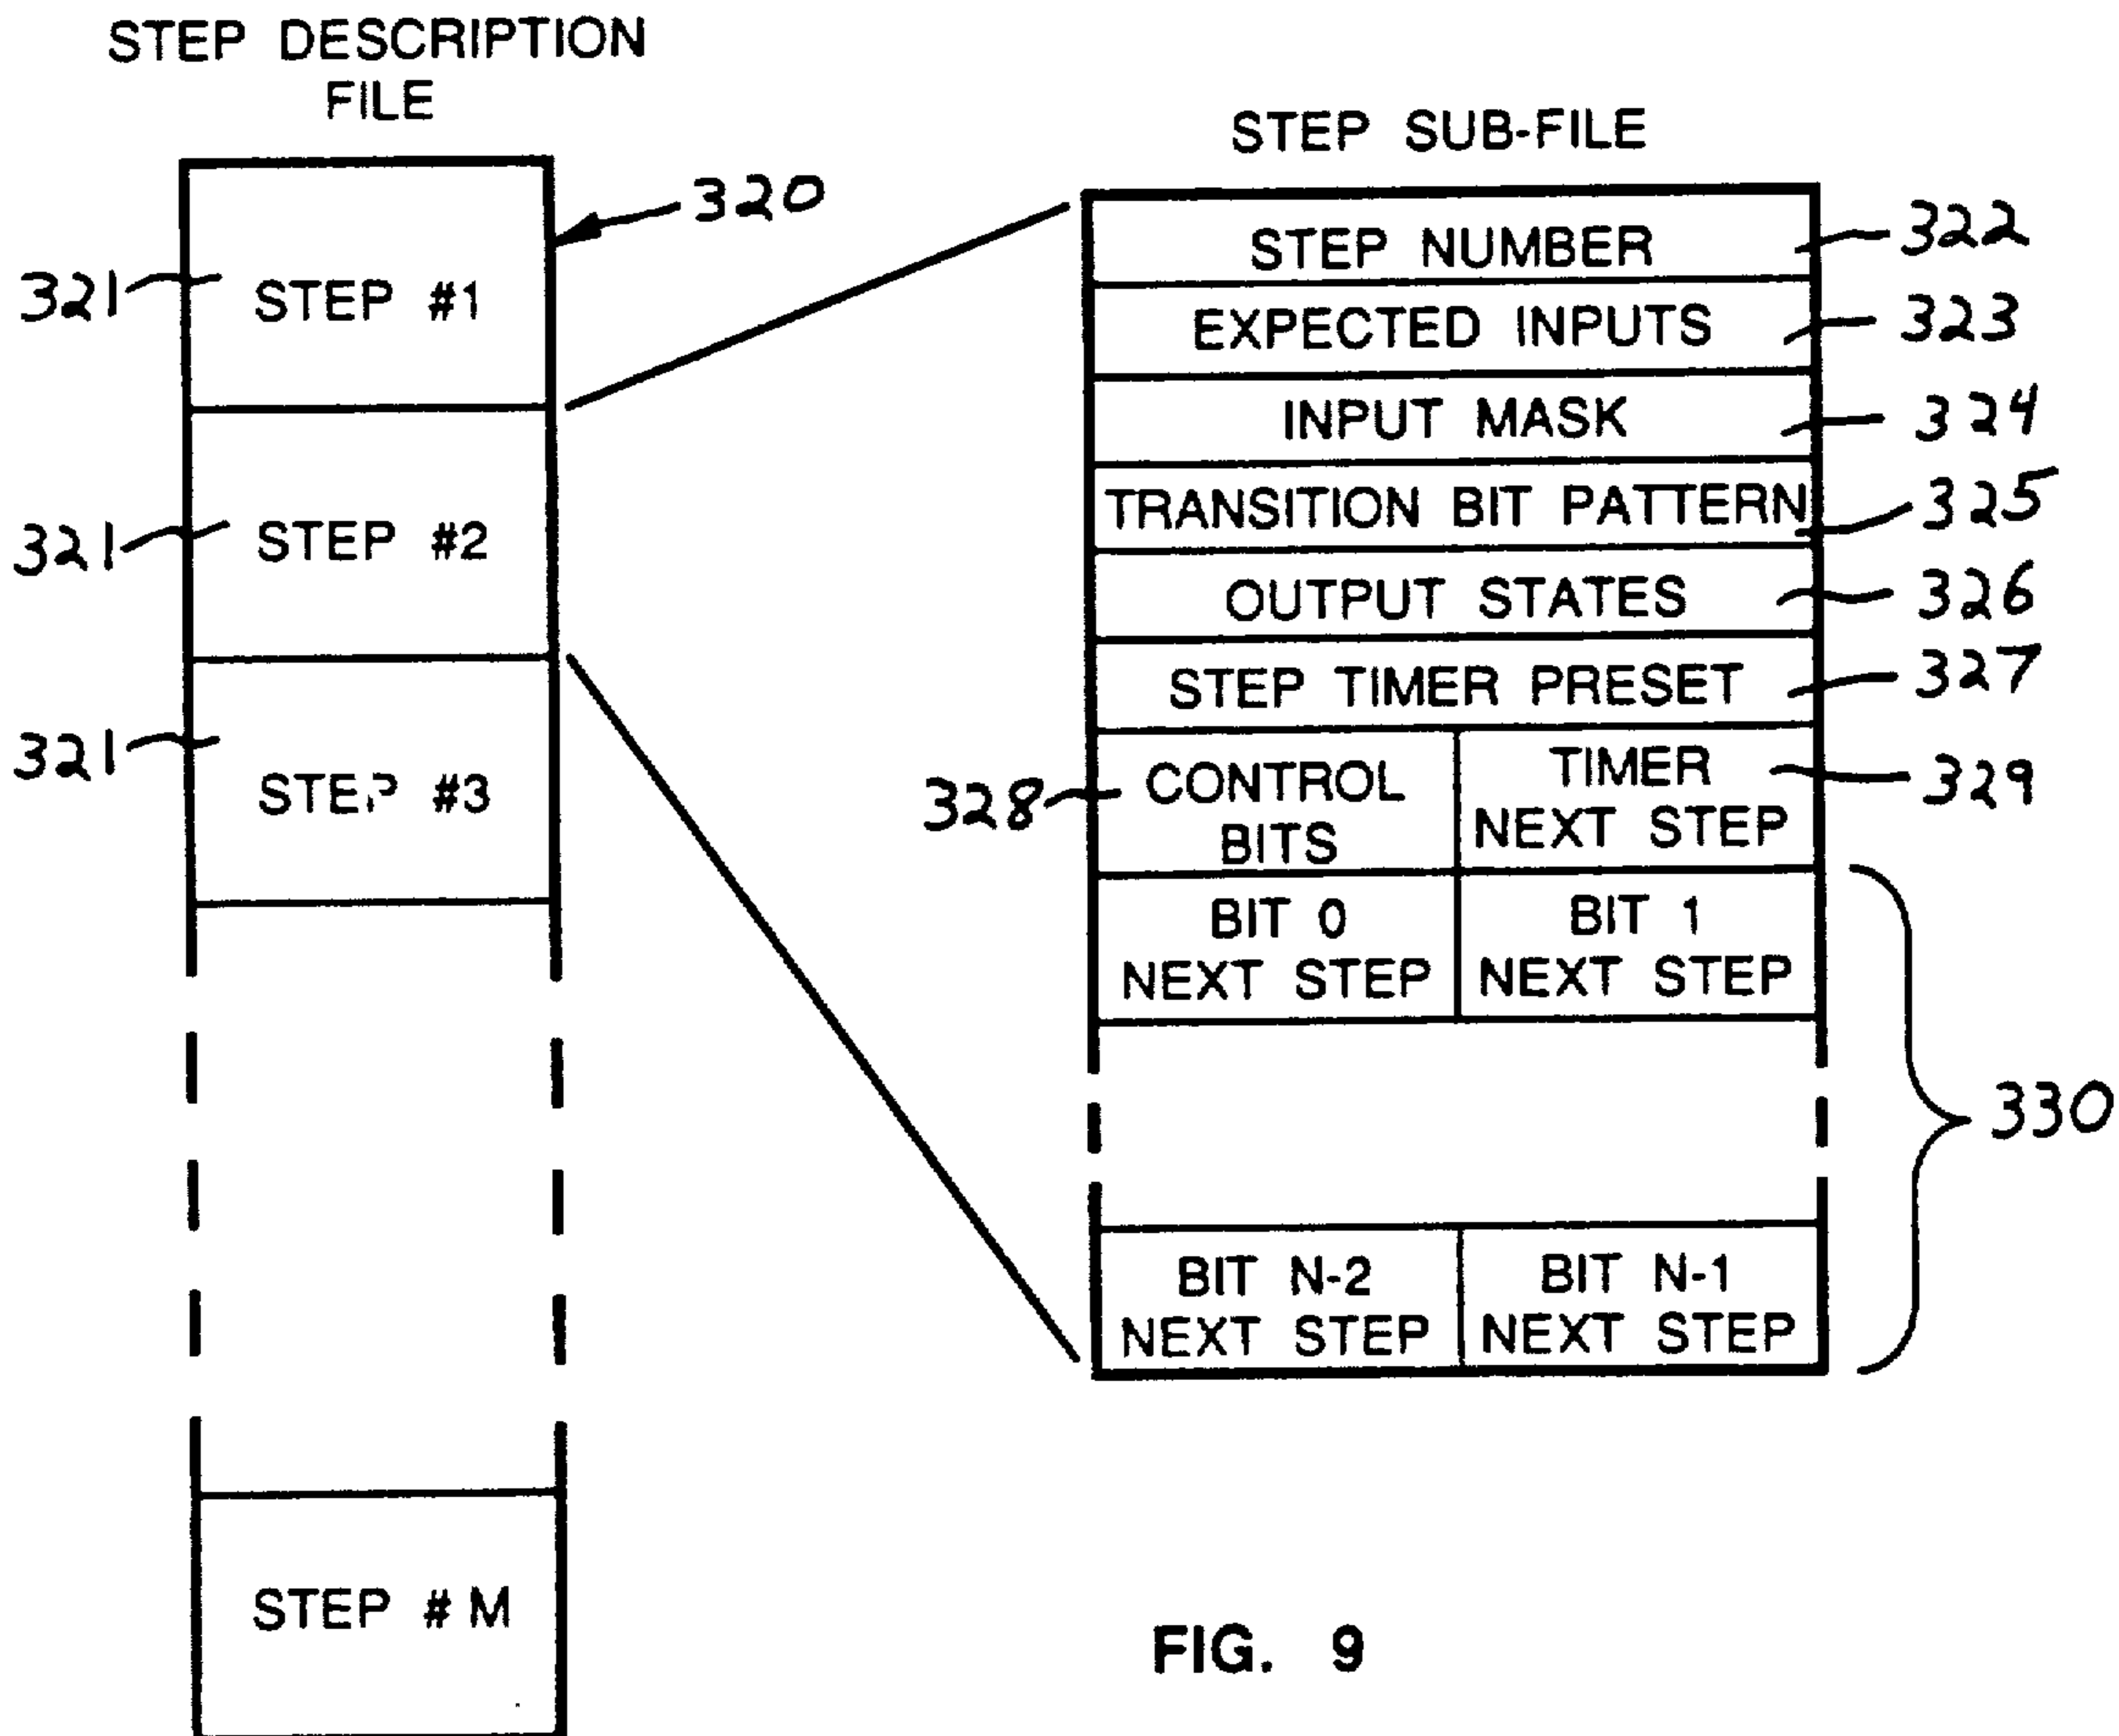 STEP DESCRIPTION
FILE
320
321
STEP #1
321
STEP #2
321
STEP #3
STEP # M
STEP SUB-FILE
STEP NUMBER
322
EXPECTED INPUTS
323
INPUT MASK
324
TRANSITION BIT PATTERN
325
OUTPUT STATES
326
STEP TIMER PRESET
327
328
CONTROL
BITS
TIMER
NEXT STEP
329
BIT 0
NEXT STEP
BIT 1
NEXT STEP
330
BIT N-2
NEXT STEP
BIT N-1
NEXT STEP
FIG. 9